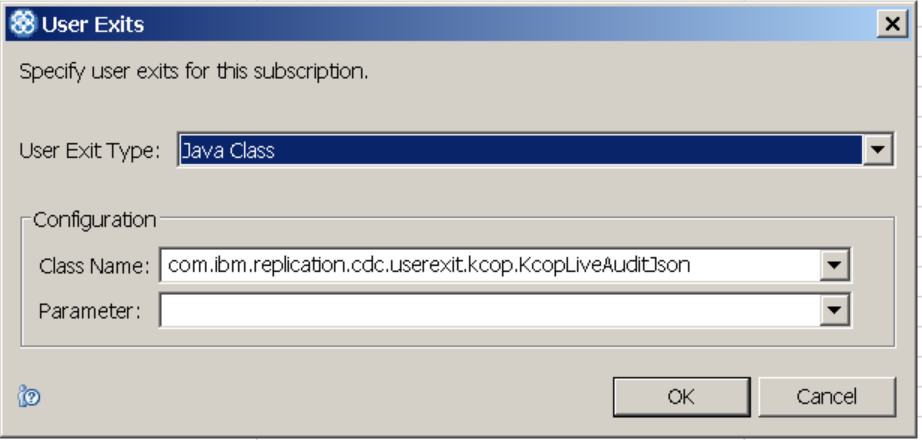 User Exits
Specify user exits for this subscription.
User Exit Type: Java Class
Configuration
Class Name: com.ibm.replication.cdc.userexit.kcop.KcopLiveAuditJson
Parameter:
OK Cancel